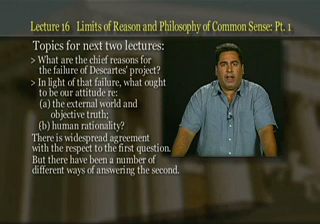 Lecture 16 Limits of Reason and Philosophy of Common Sense: Pt. 1
Topics for next two lectures:
> What are the chief reasons for
the failure of Descartes' project?
> In light of that failure, what ought
to be our attitude re:
(a) the external world and
objective truth;
(b) human rationality?
There is widespread agreement
with the respect to the first question.
But there have been a number of
different ways of answering the second.